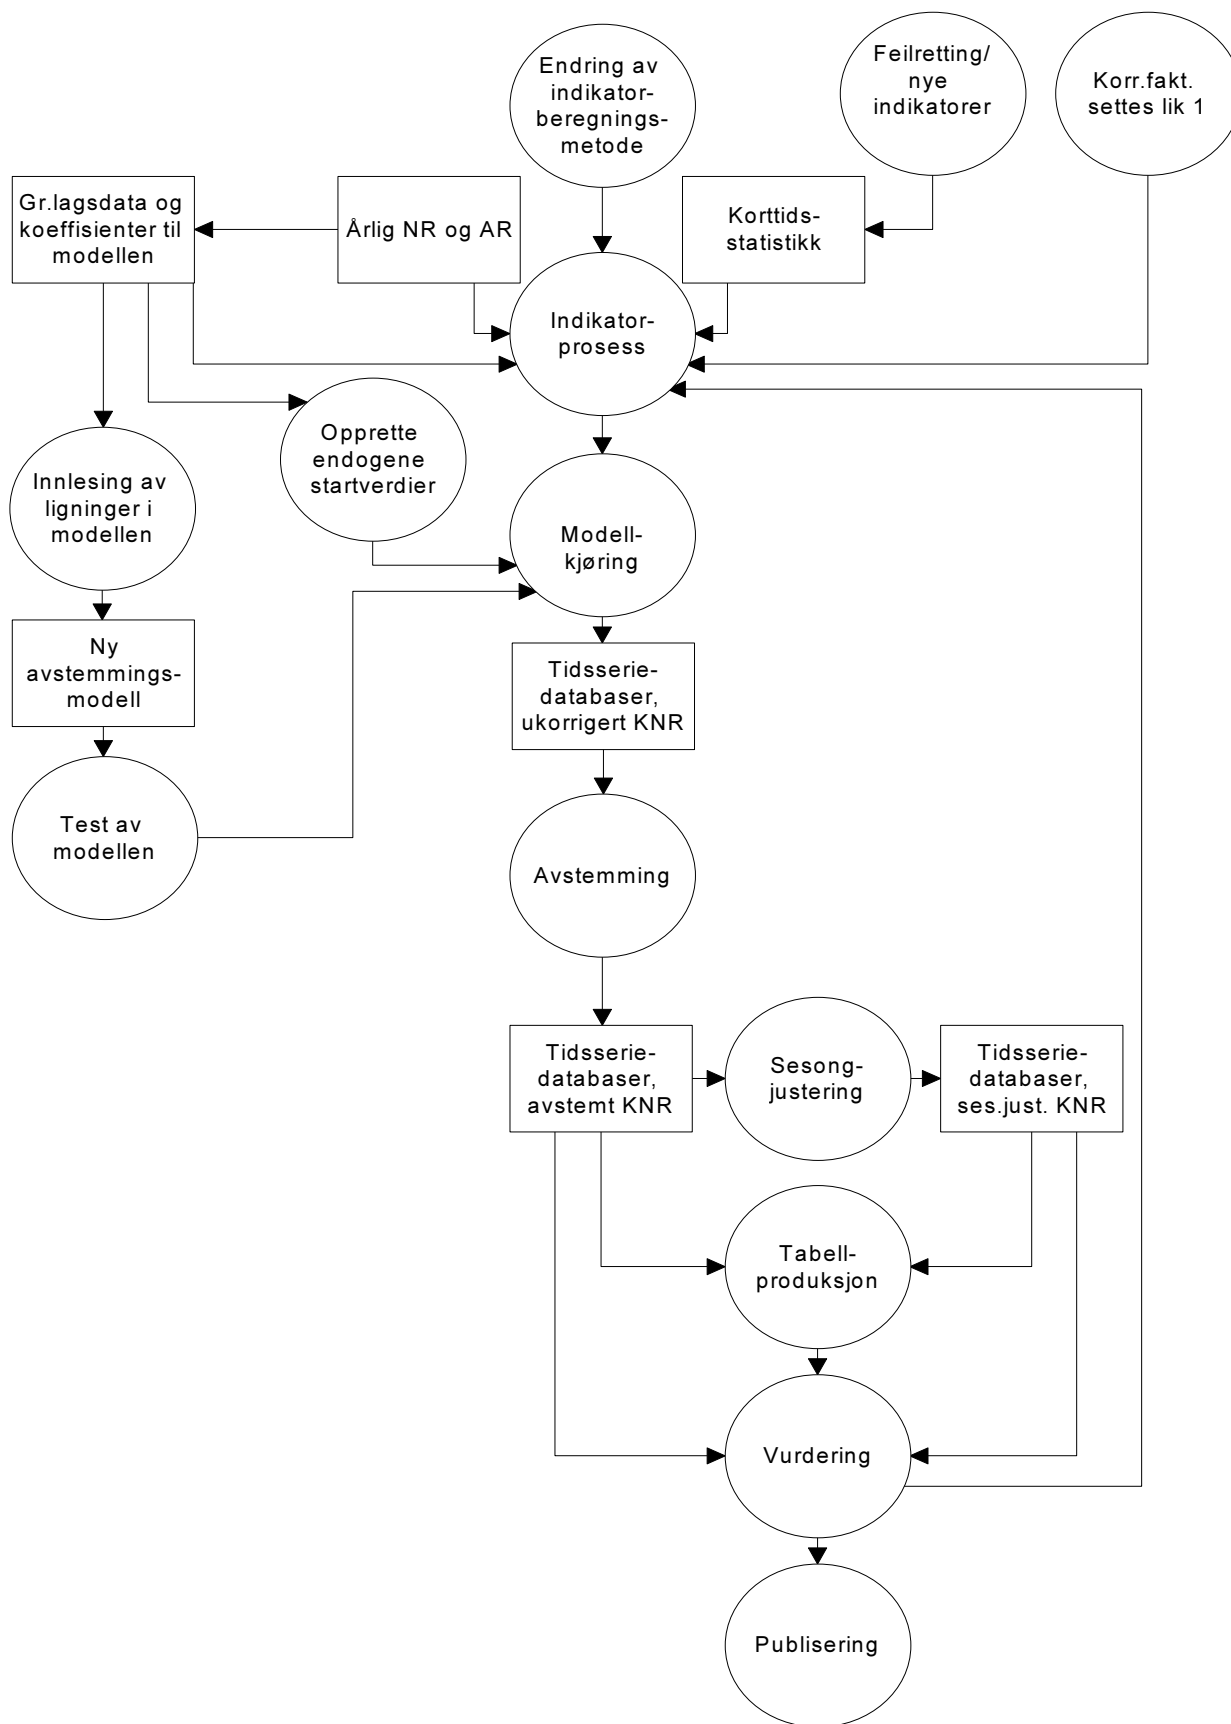 Endring av
indikator-
beregnings-
metode
Feilretting/
nye
indikatorer
Korr.fakt.
settes lik 1
Gr.lagsdata og
koeffisienter til
modellen
Årlig NR og AR
Korttids-
statistikk
Indikator-
prosess
Opprette
endogene
startverdier
Innlesing av
ligninger i
modellen
Modell-
kjøring
Ny
avstemmings-
modell
Tidsserie-
databaser,
ukorrigert KNR
Test av
modellen
Avstemming
Tidsserie-
databaser,
avstemt KNR
Sesong-
justering
Tidsserie-
databaser,
ses.just. KNR
Tabell-
produksjon
Vurdering
Publisering